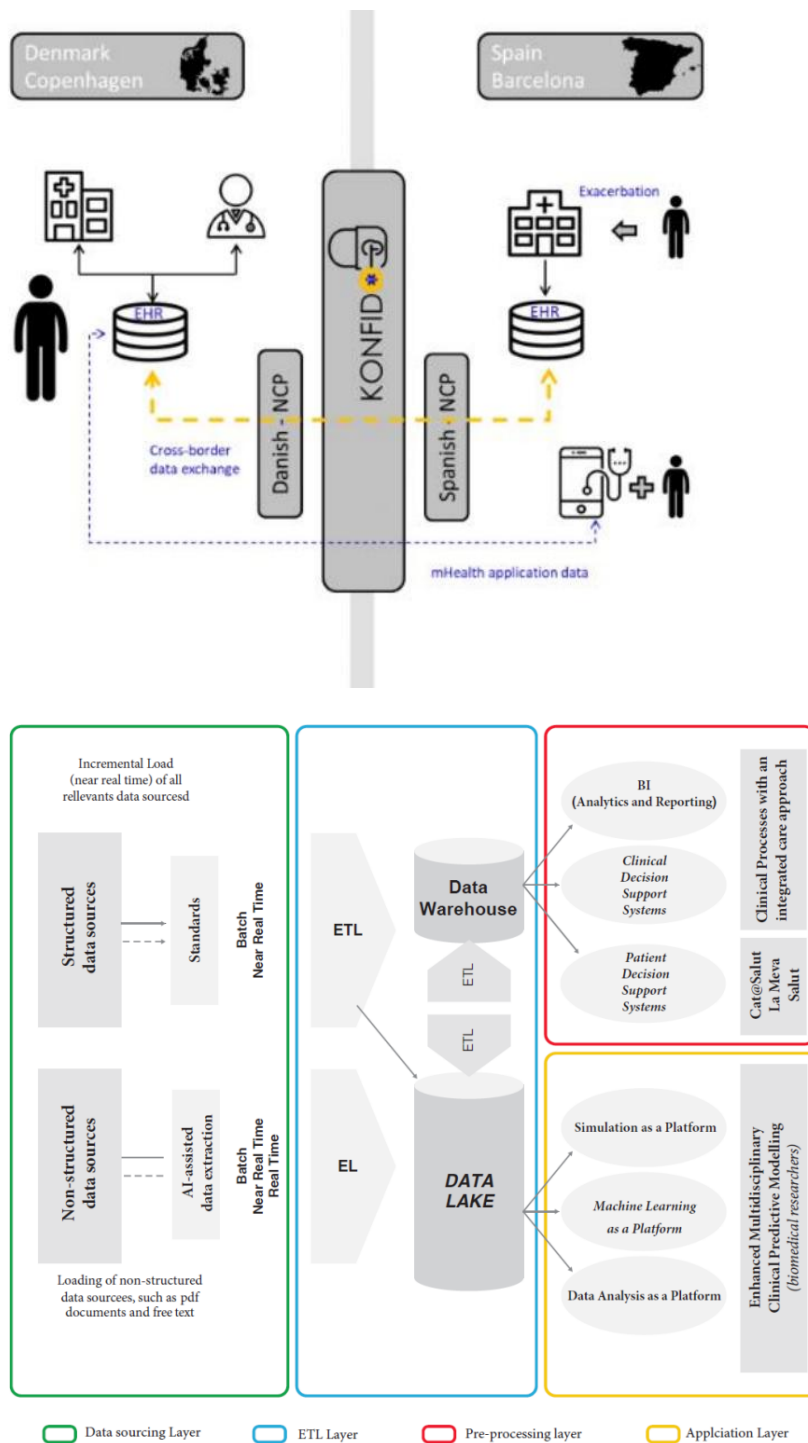 Denmark
Copenhagen
Spain
Barcelona
Exacerbation
EHR
EHR
KONFID
Danish - NCP
Spanish - NCP
Cross-border
data exchange
mHealth application data
Incremental Load
(near real time) of all
rellevants data sourcesd
Structured
data sources
Standards
Batch
Near Real Time
Non-structured
data sources
AI-assisted
data extraction
Batch
Near Real Time
Real Time
Loading of non-structured
data sourcees, such as pdf
documents and free text
ETL
EL
Data
Warehouse
ETL
ETL
DATA
LAKE
BI
(Analytics and Reporting)
Clinical
Decision
Support
Systems
Patient
Decision
Support
Systems
Clinical Processes with an
integrated care approach
Cat@Salut
La Meva
Salut
Simulation as a Platform
Machine Learning
as a Platform
Data Analysis as a Platform
Enhanced Multidisciplinary
Clinical Predictive Modelling
(biomedical researchers)
Data sourcing Layer
ETL Layer
Pre-processing layer
Applciation Layer